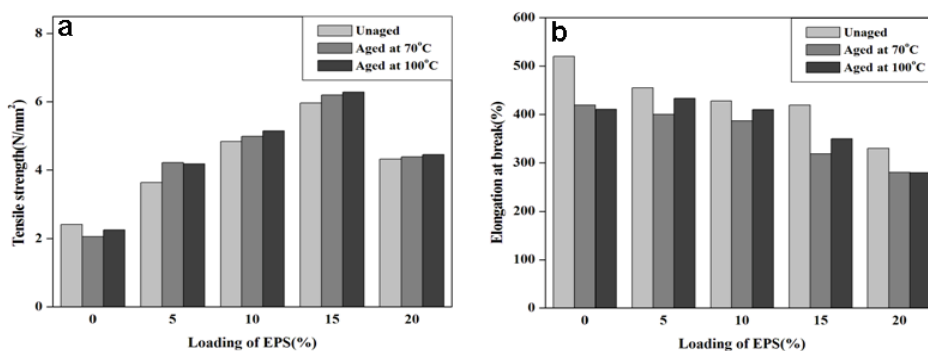 a
Unaged
Aged at 70°C
Aged at 100°C
8
6
4
2
0
Tensile strength(N/mm²)
0 5 10 15 20
Loading of EPS(%)
b
Unaged
Aged at 70°C
Aged at 100°C
600
500
400
300
200
100
0
Elongation at break(%)
0 5 10 15 20
Loading of EPS(%)